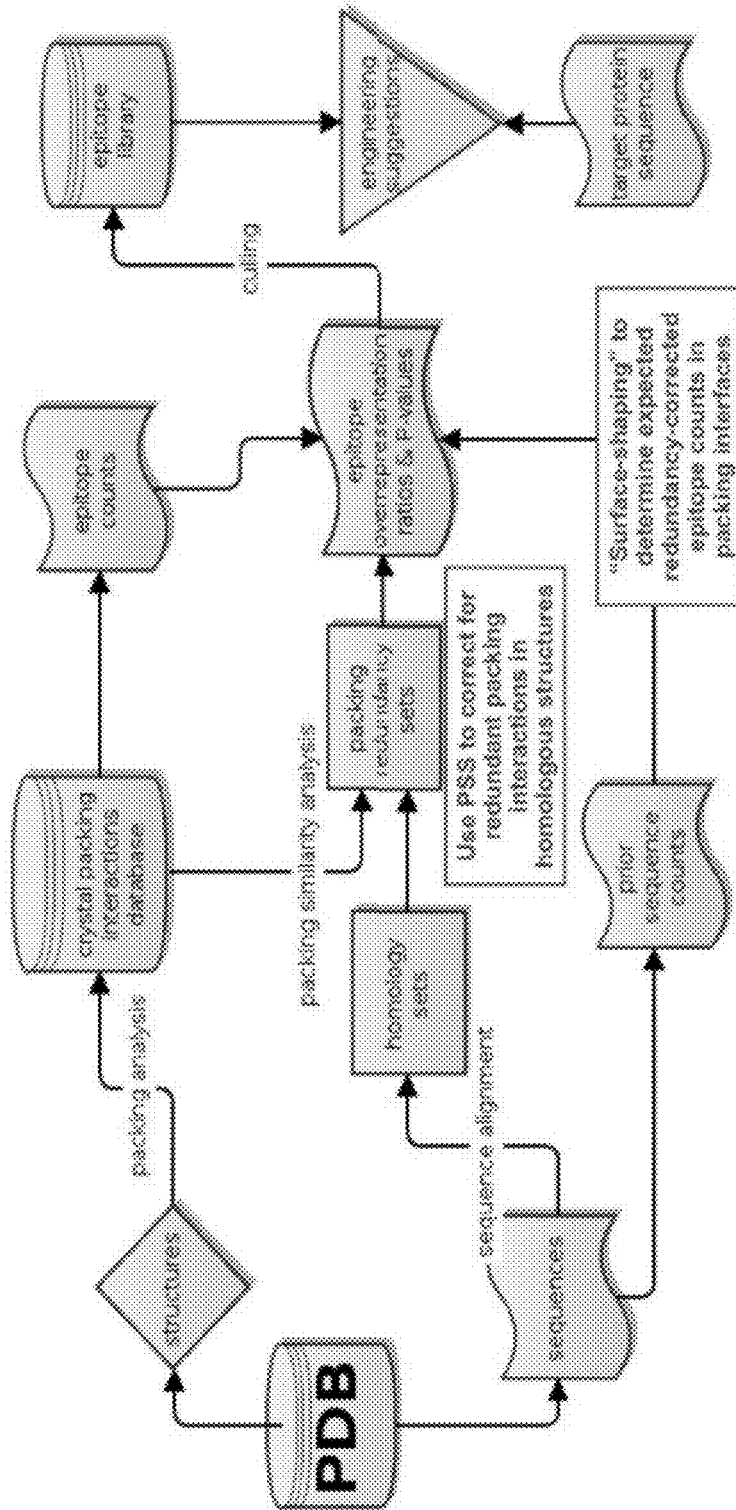 PDB
structures
packing analysis
crystal packing
interactions
database
epitope
counts
epitope
library
packing similarity analysis
culling
homology
sets
packing
redundancy
sets
epitope
overrepresentation
ratios & P-values
engineering
suggestions
sequence alignment
Use PSS to correct for
redundant packing
interactions in
homologous structures
sequences
prior
sequence
counts
"Surface-shaping" to
determine expected
redundancy-corrected
epitope counts in
packing interfaces
target protein
sequence